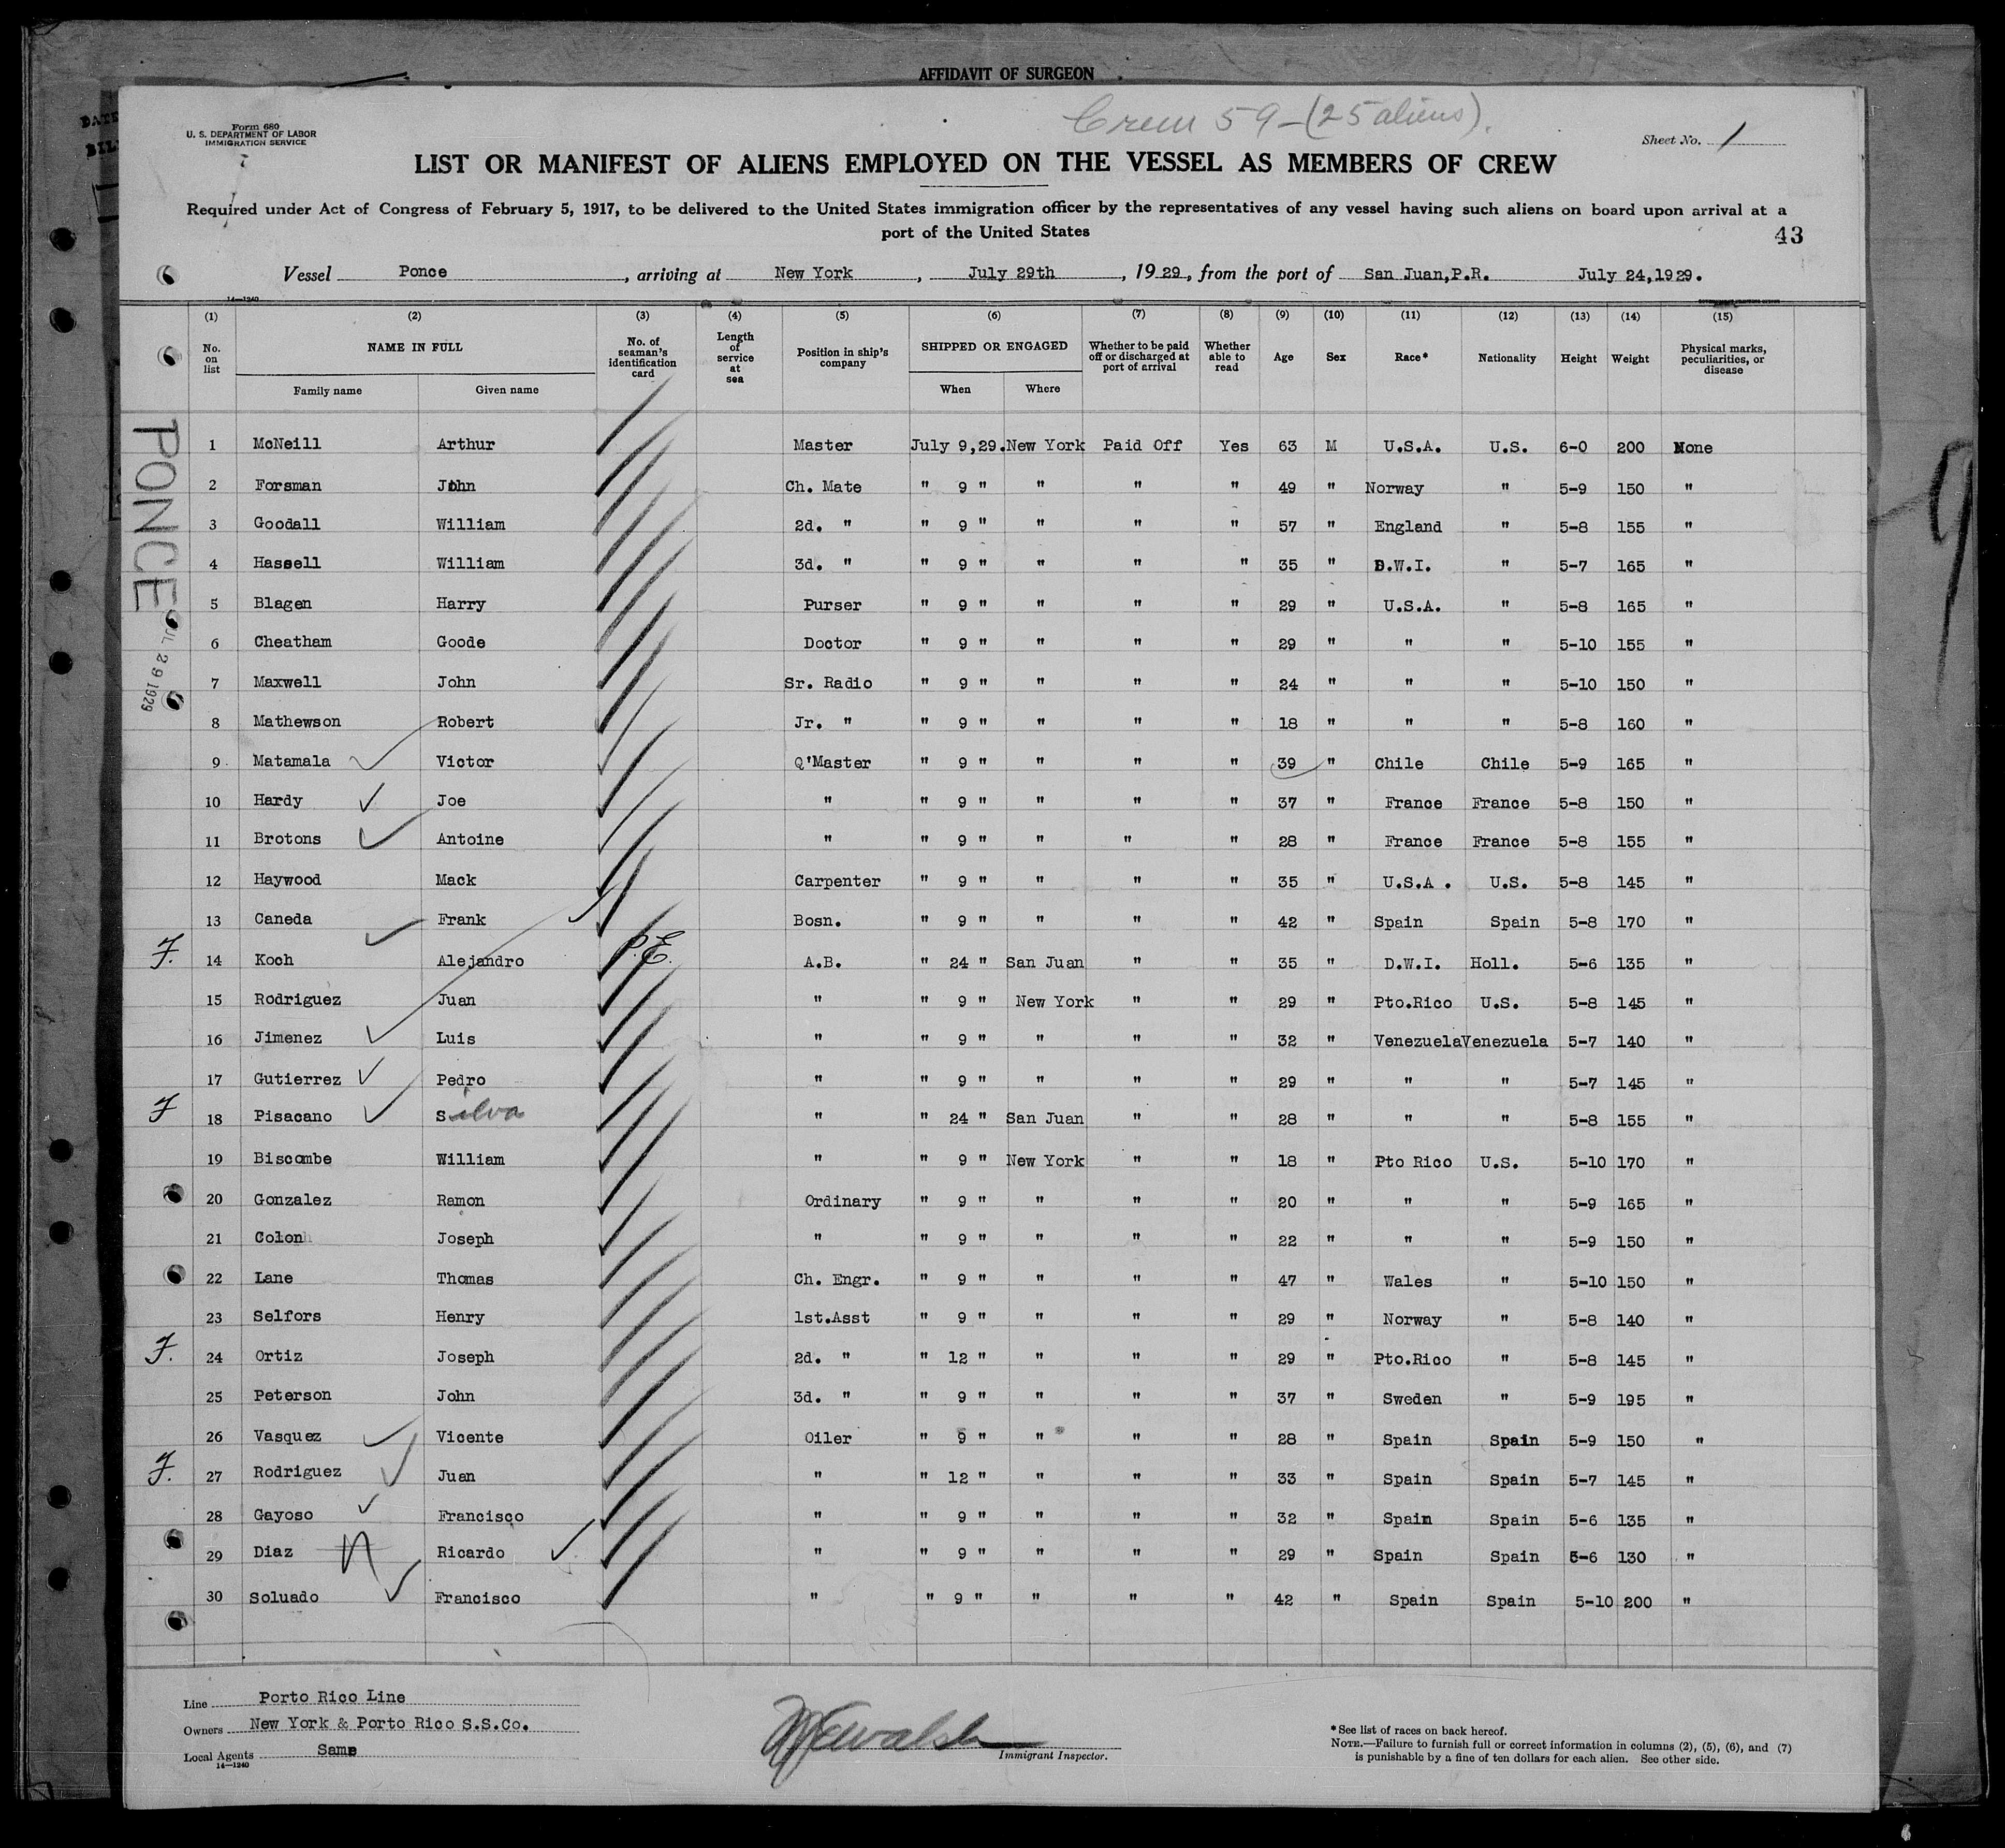 AFFIDAVIT OF SURGEON
Crew 59 - (25 aliens).
Form 680
U. S. DEPARTMENT OF LABOR
IMMIGRATION SERVICE
Sheet No. 1
LIST OR MANIFEST OF ALIENS EMPLOYED ON THE VESSEL AS MEMBERS OF CREW
Required under Act of Congress of February 5, 1917, to be delivered to the United States immigration officer by the representatives of any vessel having such aliens on board upon arrival at a
port of the United States
43
Vessel Ponce, arriving at New York, July 29th, 1929, from the port of San Juan,P.R. July 24,1929.
14—1240
(1) (2) (3) (4) (5) (6) (7) (8) (9) (10) (11) (12) (13) (14) (15)
No. on list NAME IN FULL No. of seaman's identification card Length of service at sea Position in ship's company SHIPPED OR ENGAGED Whether to be paid off or discharged at port of arrival Whether able to read Age Sex Race* Nationality Height Weight Physical marks, peculiarities, or disease
Family name Given name When Where
1 McNeill Arthur Master July 9,29. New York Paid Off Yes 63 M U.S.A. U.S. 6-0 200 None
2 Forsman John Ch. Mate " 9 " " " " 49 " Norway " 5-9 150 "
3 Goodall William 2d. " " 9 " " " " 57 " England " 5-8 155 "
4 Hassell William 3d. " " 9 " " " " 35 " D.W.I. " 5-7 165 "
5 Blagen Harry Purser " 9 " " " " 29 " U.S.A. " 5-8 165 "
6 Cheatham Goode Doctor " 9 " " " " 29 " " " 5-10 155 "
7 Maxwell John Sr. Radio " 9 " " " " 24 " " " 5-10 150 "
8 Mathewson Robert Jr. " " 9 " " " " 18 " " " 5-8 160 "
9 Matamala Victor Q'Master " 9 " " " " 39 " Chile Chile 5-9 165 "
10 Hardy Joe " " 9 " " " " 37 " France France 5-8 150 "
11 Brotons Antoine " " 9 " " " " 28 " France France 5-8 155 "
12 Haywood Mack Carpenter " 9 " " " " 35 " U.S.A . U.S. 5-8 145 "
13 Caneda Frank Bosn. " 9 " " " " 42 " Spain Spain 5-8 170 "
F. 14 Koch Alejandro P.E. A.B. " 24 " San Juan " " 35 " D.W.I. Holl. 5-6 135 "
15 Rodriguez Juan " " 9 " New York " " 29 " Pto.Rico U.S. 5-8 145 "
16 Jimenez Luis " " 9 " " " " 32 " Venezuela Venezuela 5-7 140 "
17 Gutierrez Pedro " " 9 " " " " 29 " " " 5-7 145 "
F 18 Pisacano Silva " " 24 " San Juan " " 28 " " " 5-8 155 "
19 Biscombe William " " 9 " New York " " 18 " Pto Rico U.S. 5-10 170 "
20 Gonzalez Ramon Ordinary " 9 " " " " 20 " " " 5-9 165 "
21 Colon Joseph " " 9 " " " " 22 " " " 5-9 150 "
22 Lane Thomas Ch. Engr. " 9 " " " " 47 " Wales " 5-10 150 "
23 Selfors Henry 1st.Asst " 9 " " " " 29 " Norway " 5-8 140 "
F. 24 Ortiz Joseph 2d. " " 12 " " " " 29 " Pto.Rico " 5-8 145 "
25 Peterson John 3d. " " 9 " " " " 37 " Sweden " 5-9 195 "
26 Vasquez Vicente Oiler " 9 " " " " 28 " Spain Spain 5-9 150 "
F. 27 Rodriguez Juan " " 12 " " " " 33 " Spain Spain 5-7 145 "
28 Gayoso Francisco " " 9 " " " " 32 " Spain Spain 5-6 135 "
29 Diaz N Ricardo " " 9 " " " " 29 " Spain Spain 5-6 130 "
30 Soluado Francisco " " 9 " " " " 42 " Spain Spain 5-10 200 "
PONCE
JUL 29 1929
9
Line Porto Rico Line
Owners New York & Porto Rico S.S.Co.
Local Agents Same
14—1240
Immigrant Inspector.
*See list of races on back hereof.
NOTE.—Failure to furnish full or correct information in columns (2), (5), (6), and (7)
is punishable by a fine of ten dollars for each alien. See other side.